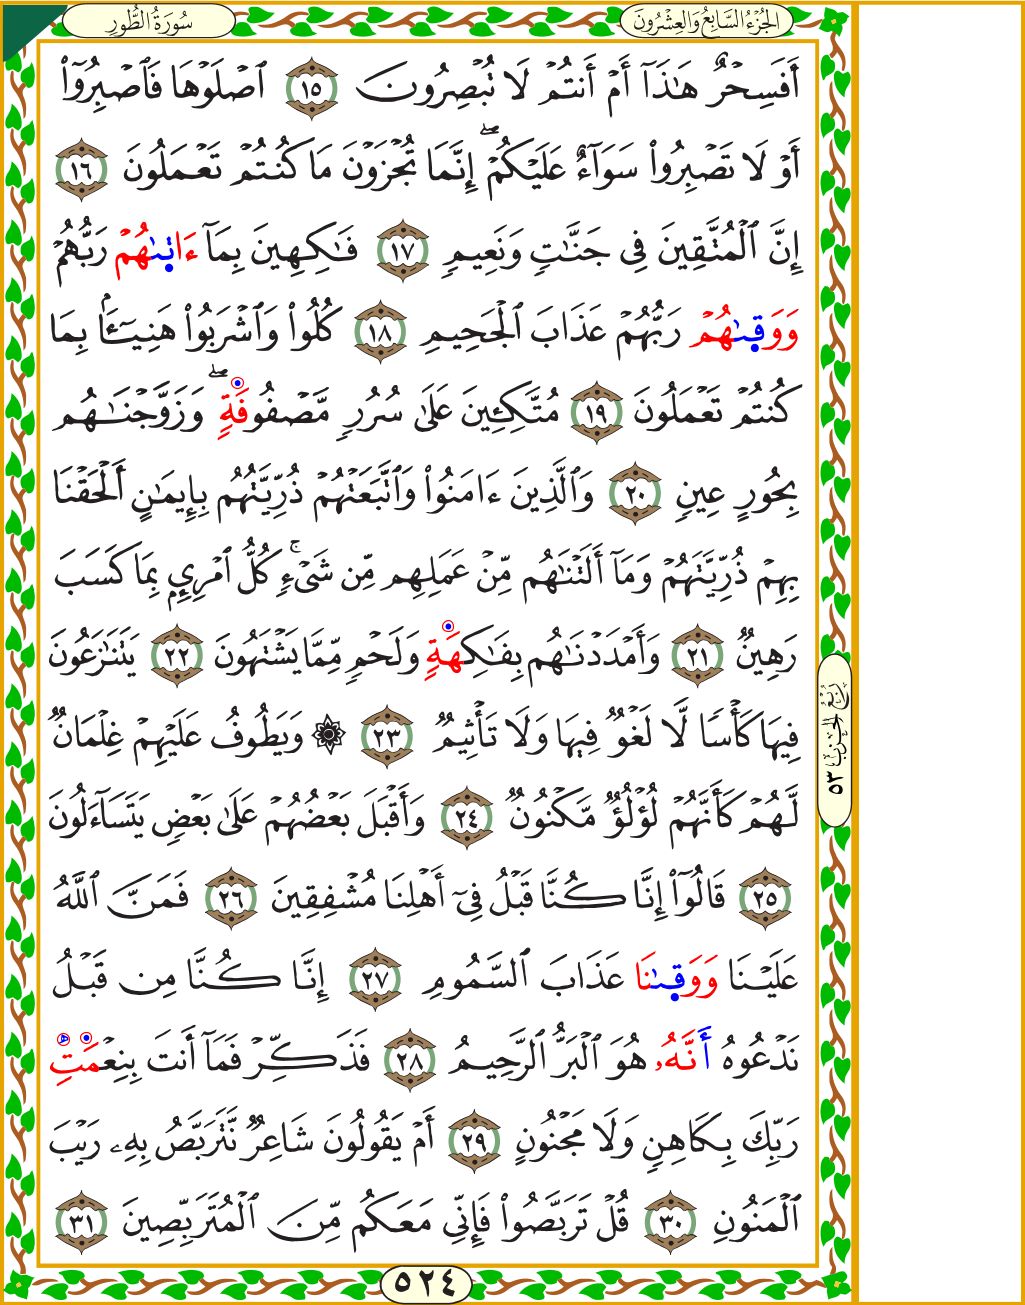 سُورَةُ الطُّورِ
الجُزْءُ السَّابِعُ وَالعِشْرُونَ
أَفَسِحْرٌ هَٰذَآ أَمْ أَنتُمْ لَا تُبْصِرُونَ ١٥ ٱصْلَوْهَا فَٱصْبِرُوٓا۟
أَوْ لَا تَصْبِرُوا۟ سَوَآءٌ عَلَيْكُمْ ۖ إِنَّمَا تُجْزَوْنَ مَا كُنتُمْ تَعْمَلُونَ ١٦
إِنَّ ٱلْمُتَّقِينَ فِى جَنَّٰتٍ وَنَعِيمٍ ١٧ فَٰكِهِينَ بِمَآ ءَاتٜىٰهُمْ رَبُّهُمْ
وَوَقٜىٰهُمْ رَبُّهُمْ عَذَابَ ٱلْجَحِيمِ ١٨ كُلُوا۟ وَٱشْرَبُوا۟ هَنِيٓـًٔۢا بِمَا
كُنتُمْ تَعْمَلُونَ ١٩ مُتَّكِـِٔينَ عَلَىٰ سُرُرٍ مَّصْفُوفَةٍ ۖ وَزَوَّجْنَٰهُم
بِحُورٍ عِينٍ ٢٠ وَٱلَّذِينَ ءَامَنُوا۟ وَٱتَّبَعَتْهُمْ ذُرِّيَّتُهُم بِإِيمَٰنٍ أَلْحَقْنَا
بِهِمْ ذُرِّيَّتَهُمْ وَمَآ أَلَتْنَٰهُم مِّنْ عَمَلِهِم مِّن شَىْءٍ ۚ كُلُّ ٱمْرِئٍۭ بِمَا كَسَبَ
رَهِينٌ ٢١ وَأَمْدَدْنَٰهُم بِفَٰكِهَةٍ وَلَحْمٍ مِّمَّا يَشْتَهُونَ ٢٢ يَتَنَٰزَعُونَ
فِيهَا كَأْسًا لَّا لَغْوٌ فِيهَا وَلَا تَأْثِيمٌ ٢٣ ۞ وَيَطُوفُ عَلَيْهِمْ غِلْمَانٌ
لَّهُمْ كَأَنَّهُمْ لُؤْلُؤٌ مَّكْنُونٌ ٢٤ وَأَقْبَلَ بَعْضُهُمْ عَلَىٰ بَعْضٍ يَتَسَآءَلُونَ
٢٥ قَالُوٓا۟ إِنَّا كُنَّا قَبْلُ فِىٓ أَهْلِنَا مُشْفِقِينَ ٢٦ فَمَنَّ ٱللَّهُ
عَلَيْنَا وَوَقٜىٰنَا عَذَابَ ٱلسَّمُومِ ٢٧ إِنَّا كُنَّا مِن قَبْلُ
نَدْعُوهُ أَنَّهُۥ هُوَ ٱلْبَرُّ ٱلرَّحِيمُ ٢٨ فَذَكِّرْ فَمَآ أَنتَ بِنِعْمَتِ
رَبِّكَ بِكَاهِنٍ وَلَا مَجْنُونٍ ٢٩ أَمْ يَقُولُونَ شَاعِرٌ نَّتَرَبَّصُ بِهِۦ رَيْبَ
ٱلْمَنُونِ ٣٠ قُلْ تَرَبَّصُوا۟ فَإِنِّى مَعَكُم مِّنَ ٱلْمُتَرَبِّصِينَ ٣١
رُبْعُ الحِزْبِ ٥٣
٥٢٤